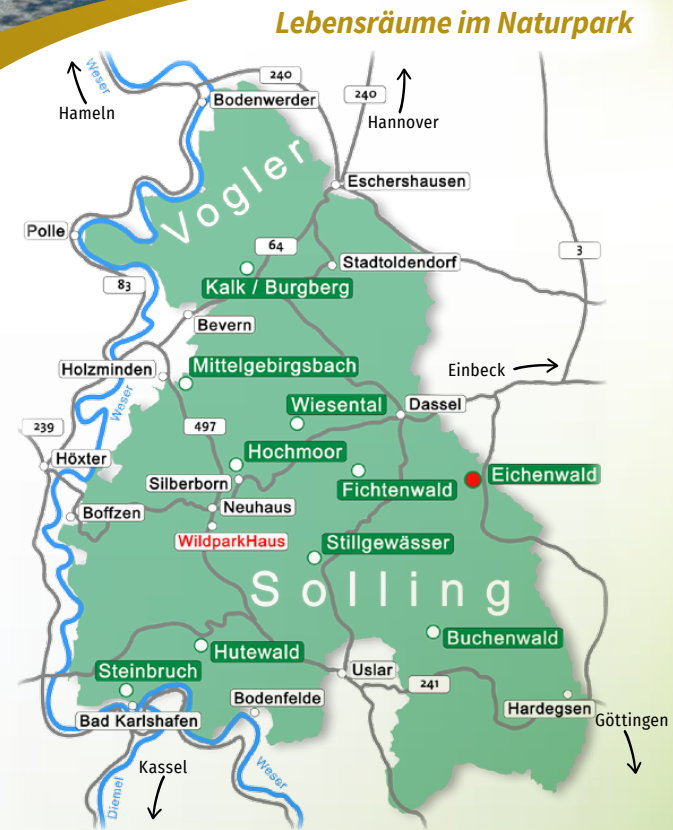 Lebensräume im Naturpark
Weser
Hameln
240
240
Hannover
Bodenwerder
Eschershausen
Vogler
Polle
64
Stadtoldendorf
3
83
Kalk / Burgberg
Bevern
Holzminden
Mittelgebirgsbach
Einbeck
Weser
Wiesental
Dassel
239
497
Höxter
Hochmoor
Silberborn
Fichtenwald
Eichenwald
Boffzen
Neuhaus
WildparkHaus
Stillgewässer
Solling
Buchenwald
Hutewald
Steinbruch
Uslar
241
Bodenfelde
Bad Karlshafen
Hardegsen
Göttingen
Kassel
Weser
Diemel